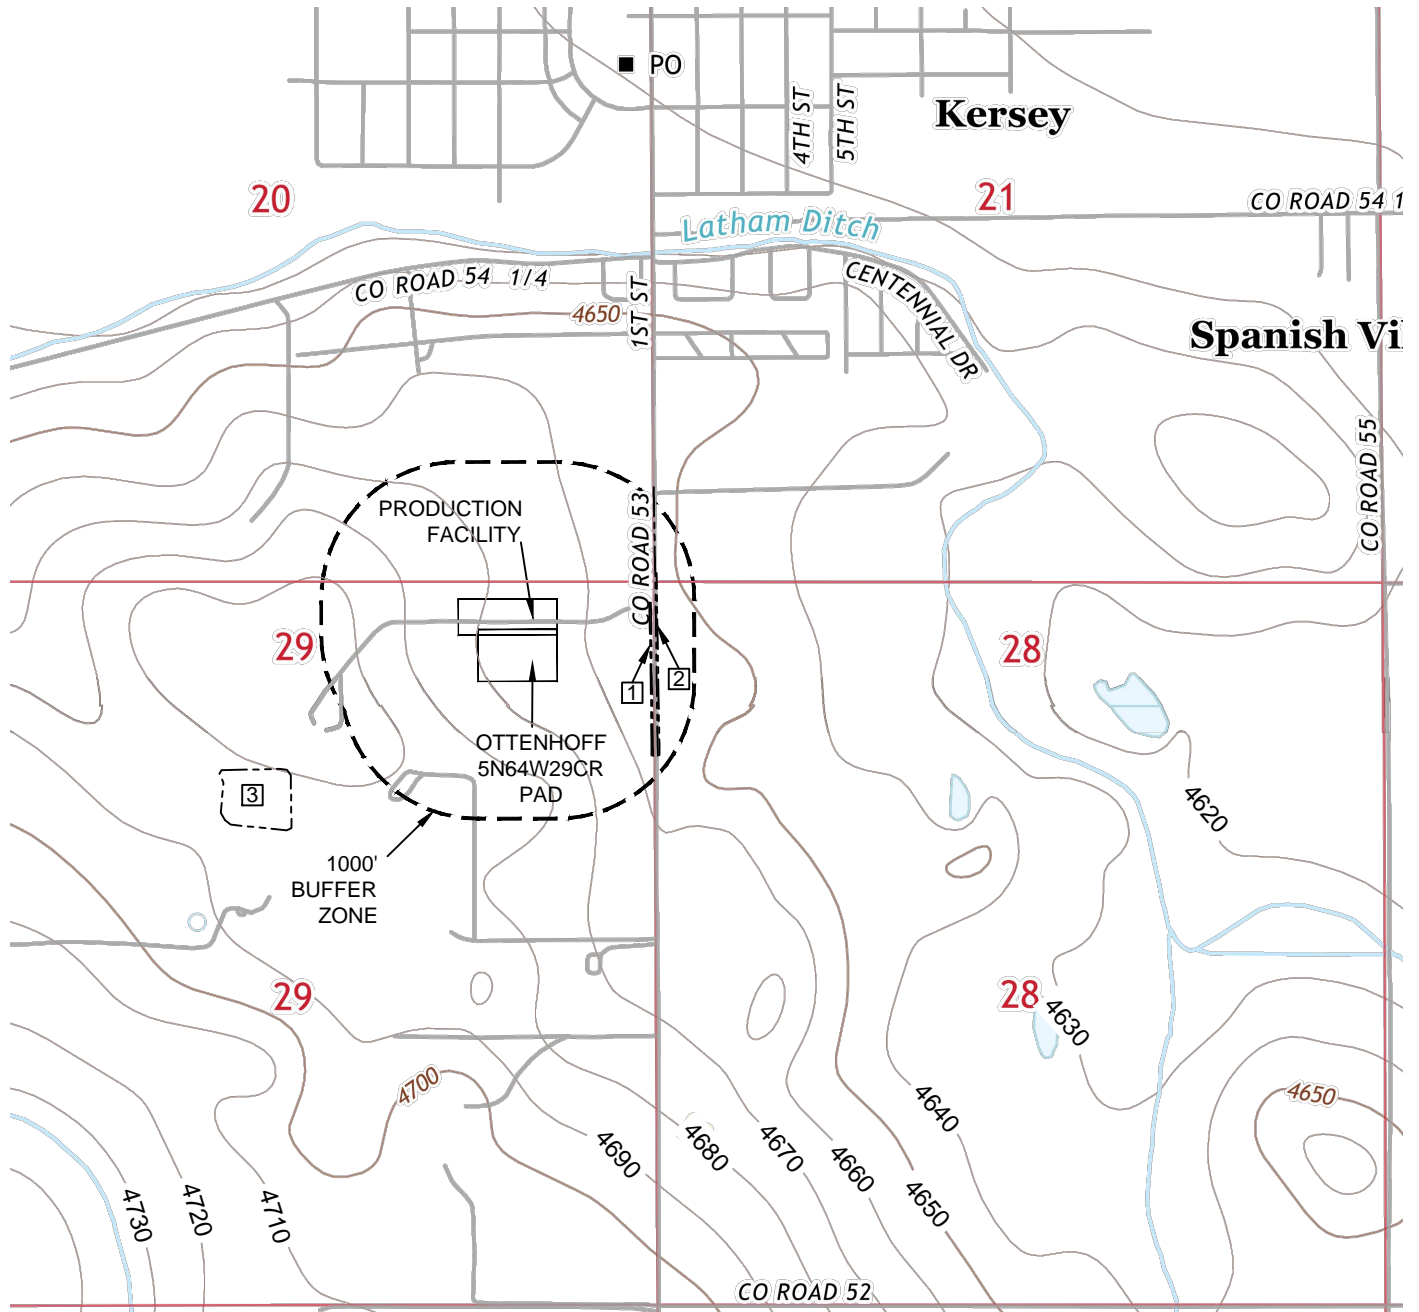 PO
4TH ST
5TH ST
Kersey
20
21
CO ROAD 54 1
Latham Ditch
CO ROAD 54 1/4
1ST ST
4650
CENTENNIAL DR
Spanish Vil
CO ROAD 55
PRODUCTION
FACILITY
CO ROAD 53
29
28
1
2
OTTENHOFF
5N64W29CR
PAD
3
4620
1000'
BUFFER
ZONE
29
28
4630
4700
4650
4640
4690
4680
4670
4660
4650
4730
4720
4710
CO ROAD 52